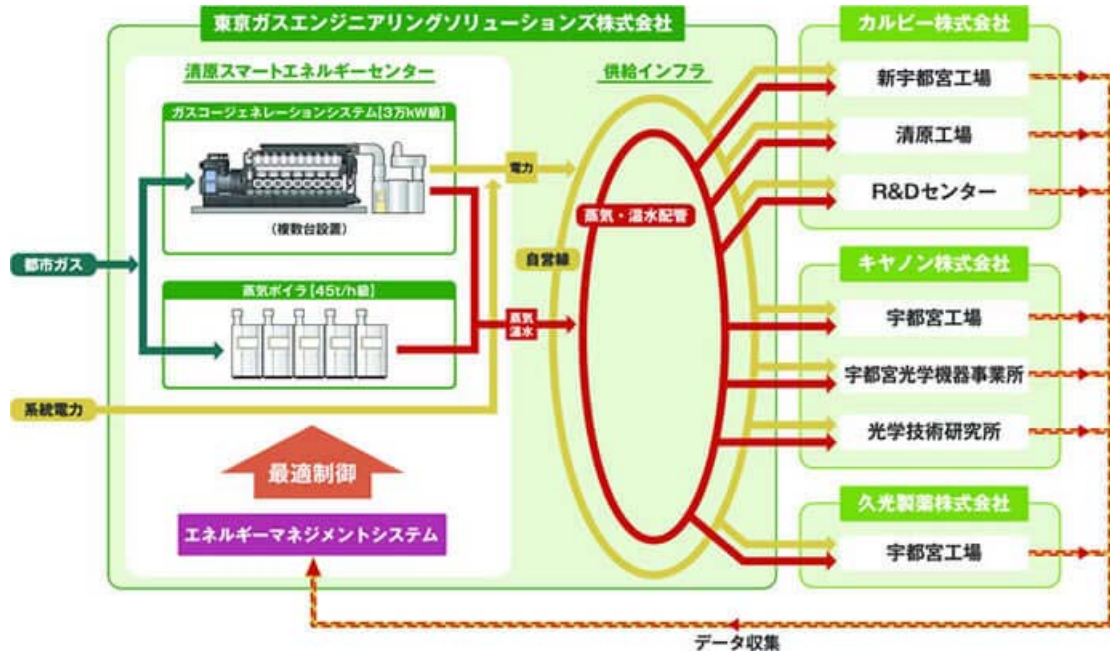 東京ガスエンジニアリングソリューションズ株式会社
清原スマートエネルギーセンター
ガスコージェネレーションシステム【3万kW級】
(複数台設置)
都市ガス
蒸気ボイラ【45t/h級】
系統電力
最適制御
エネルギーマネジメントシステム
供給インフラ
電力
蒸気・温水配管
自営線
蒸気
温水
カルビー株式会社
新宇都宮工場
清原工場
R&Dセンター
キヤノン株式会社
宇都宮工場
宇都宮光学機器事業所
光学技術研究所
久光製薬株式会社
宇都宮工場
データ収集